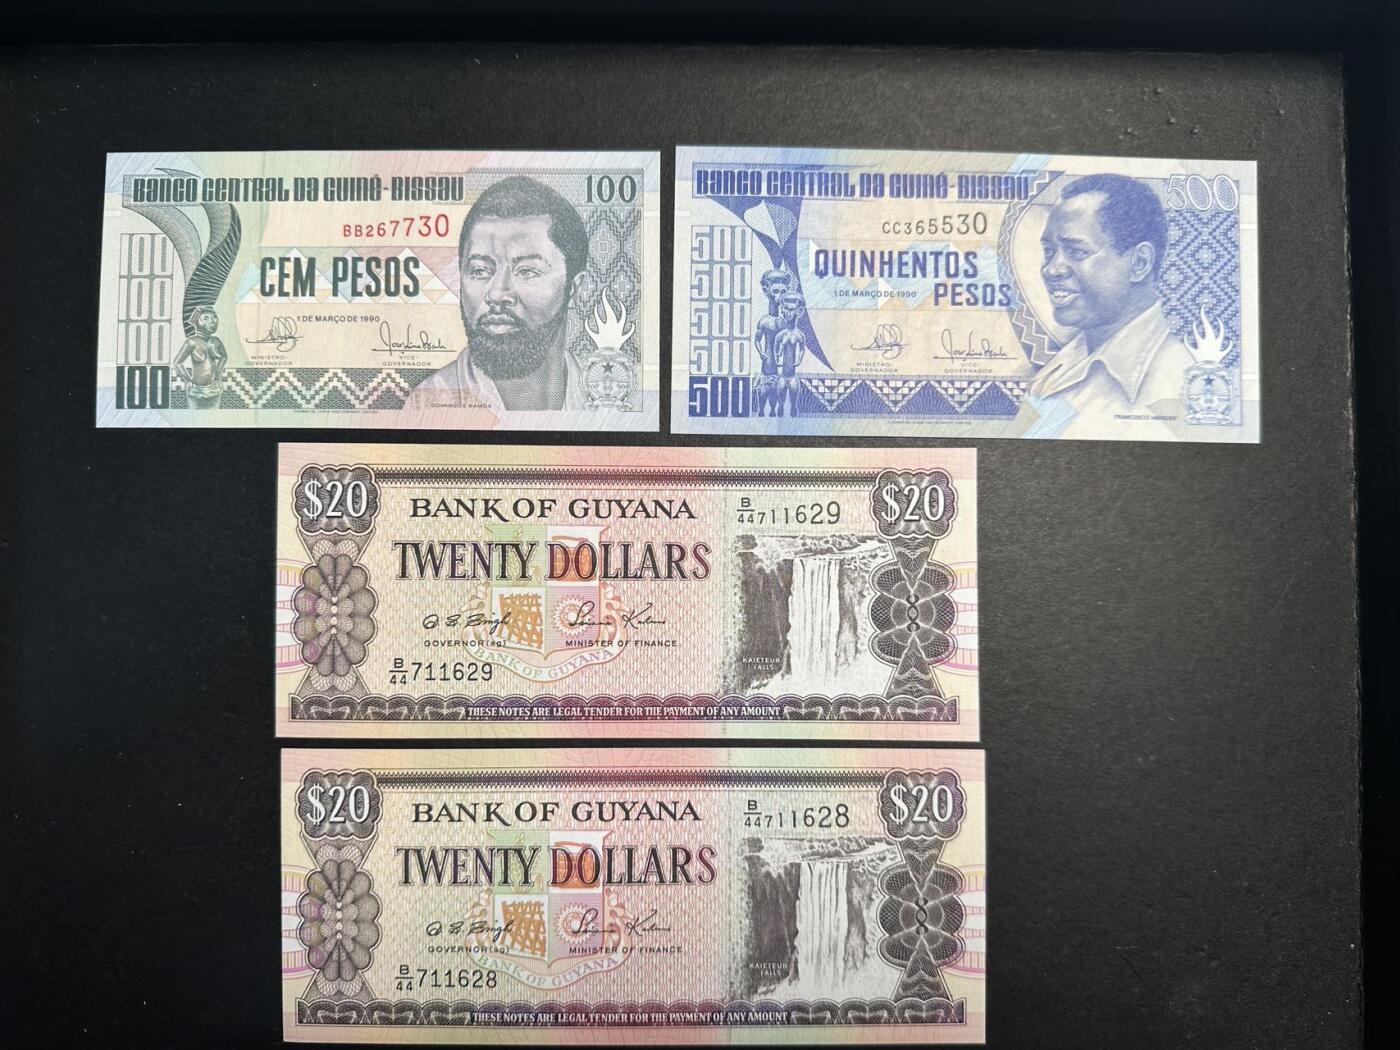 BANCO CENTRAL DA GUINÉ-BISSAU
100
BB267730
100
100
100
100
CEM PESOS
1 DE MARÇO DE 1990
MINISTRO-GOVERNADOR
VICE-GOVERNADOR
100
DOMINGOS RAMOS
BANCO CENTRAL DA GUINÉ-BISSAU
500
CC365530
500
500
500
500
QUINHENTOS
PESOS
1 DE MARÇO DE 1990
MINISTRO-GOVERNADOR
VICE-GOVERNADOR
500
FRANCISCO MENDES
$20
BANK OF GUYANA
B/44 711629
$20
TWENTY DOLLARS
GOVERNOR (ag)
MINISTER OF FINANCE
BANK OF GUYANA
B/44 711629
KAIETEUR
FALLS
THESE NOTES ARE LEGAL TENDER FOR THE PAYMENT OF ANY AMOUNT
$20
BANK OF GUYANA
B/44 711628
$20
TWENTY DOLLARS
GOVERNOR (ag)
MINISTER OF FINANCE
BANK OF GUYANA
B/44 711628
KAIETEUR
FALLS
THESE NOTES ARE LEGAL TENDER FOR THE PAYMENT OF ANY AMOUNT